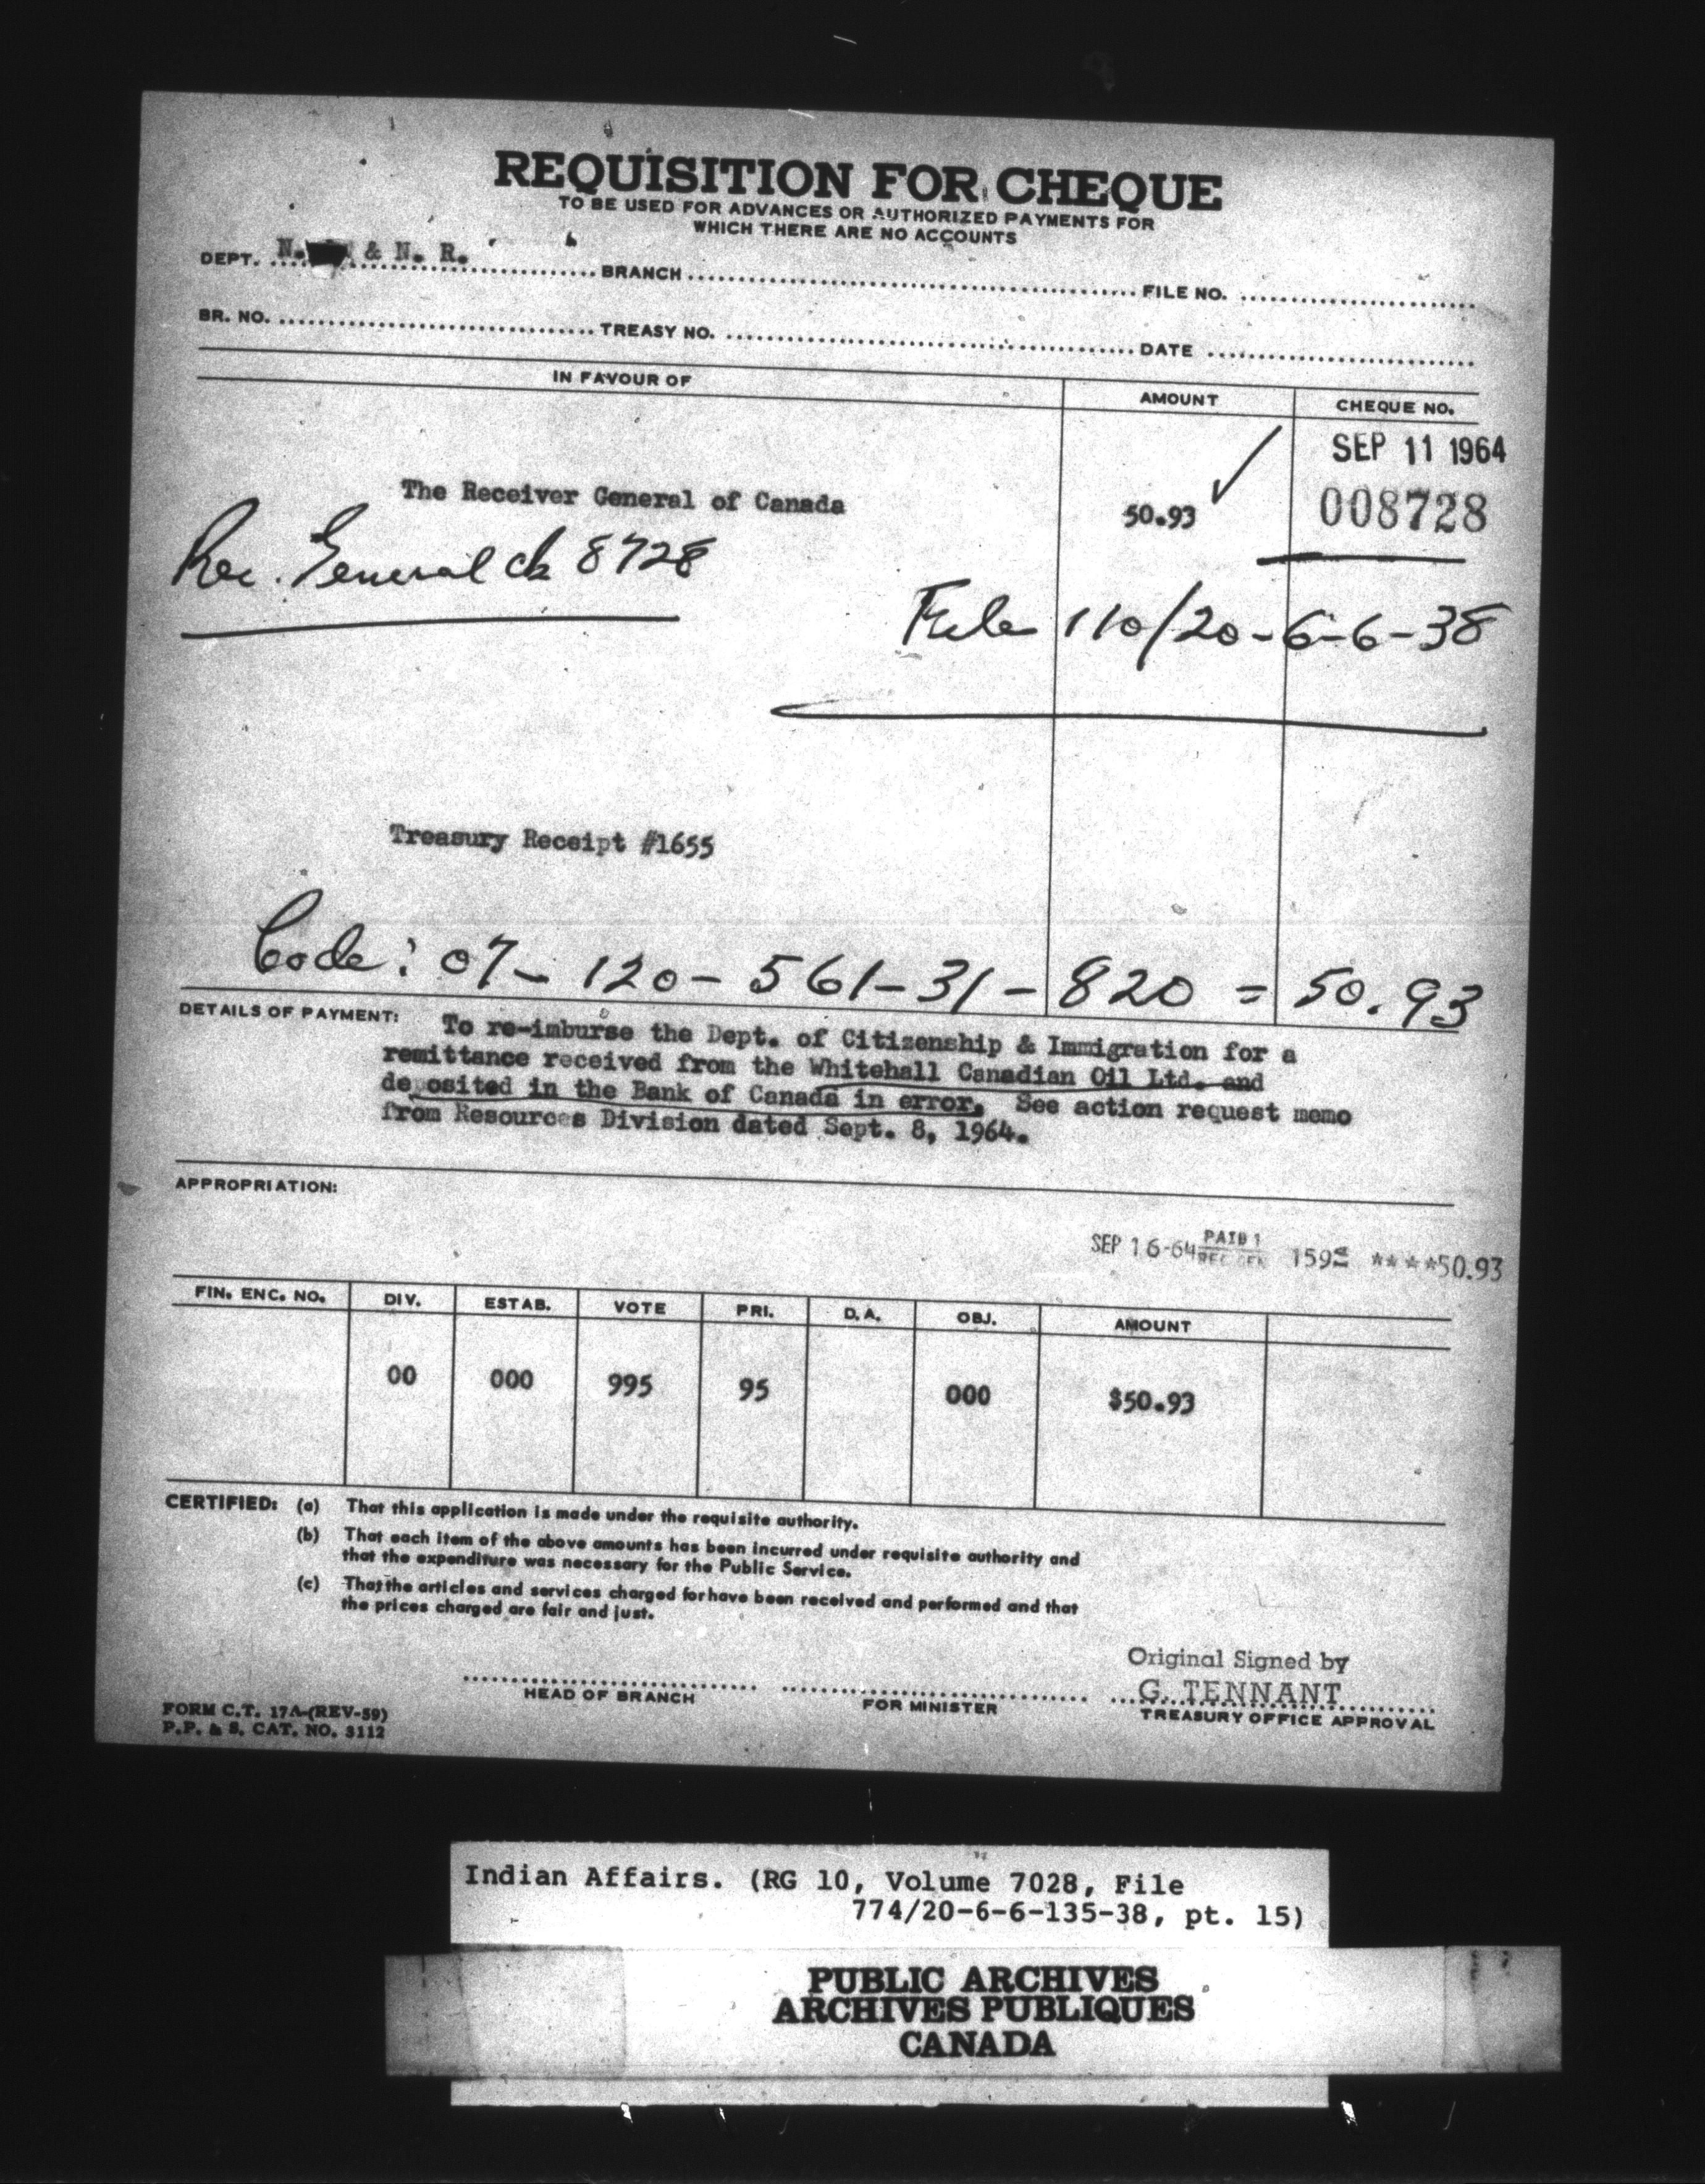 REQUISITION FOR CHEQUE
TO BE USED FOR ADVANCES OR AUTHORIZED PAYMENTS FOR
WHICH THERE ARE NO ACCOUNTS
DEPT. N. & N. R. BRANCH FILE NO.
BR. NO. TREASY NO. DATE
IN FAVOUR OF AMOUNT CHEQUE NO.
SEP 11 1964
The Receiver General of Canada 50.93 008728
Rec. General ch 8728
File 110/20-6-6-38
Treasury Receipt #1655
Code: 07-120-561-31-820 = 50.93
DETAILS OF PAYMENT: To re-imburse the Dept. of Citizenship & Immigration for a
remittance received from the Whitehall Canadian Oil Ltd. and
deposited in the Bank of Canada in error. See action request memo
from Resources Division dated Sept. 8, 1964.
APPROPRIATION:
SEP 16-64 PAID 1 REC GEN ****50.93
FIN. ENC. NO. DIV. ESTAB. VOTE PRI. D.A. OBJ. AMOUNT
00 000 995 95 000 $50.93
CERTIFIED: (a) That this application is made under the requisite authority.
(b) That each item of the above amounts has been incurred under requisite authority and
that the expenditure was necessary for the Public Service.
(c) That the articles and services charged for have been received and performed and that
the prices charged are fair and just.
Original Signed by
G. TENNANT
HEAD OF BRANCH FOR MINISTER TREASURY OFFICE APPROVAL
FORM C.T. 17A-(REV-59)
P.P. & S. CAT. NO. 3112
Indian Affairs. (RG 10, Volume 7028, File
774/20-6-6-135-38, pt. 15)
PUBLIC ARCHIVES
ARCHIVES PUBLIQUES
CANADA